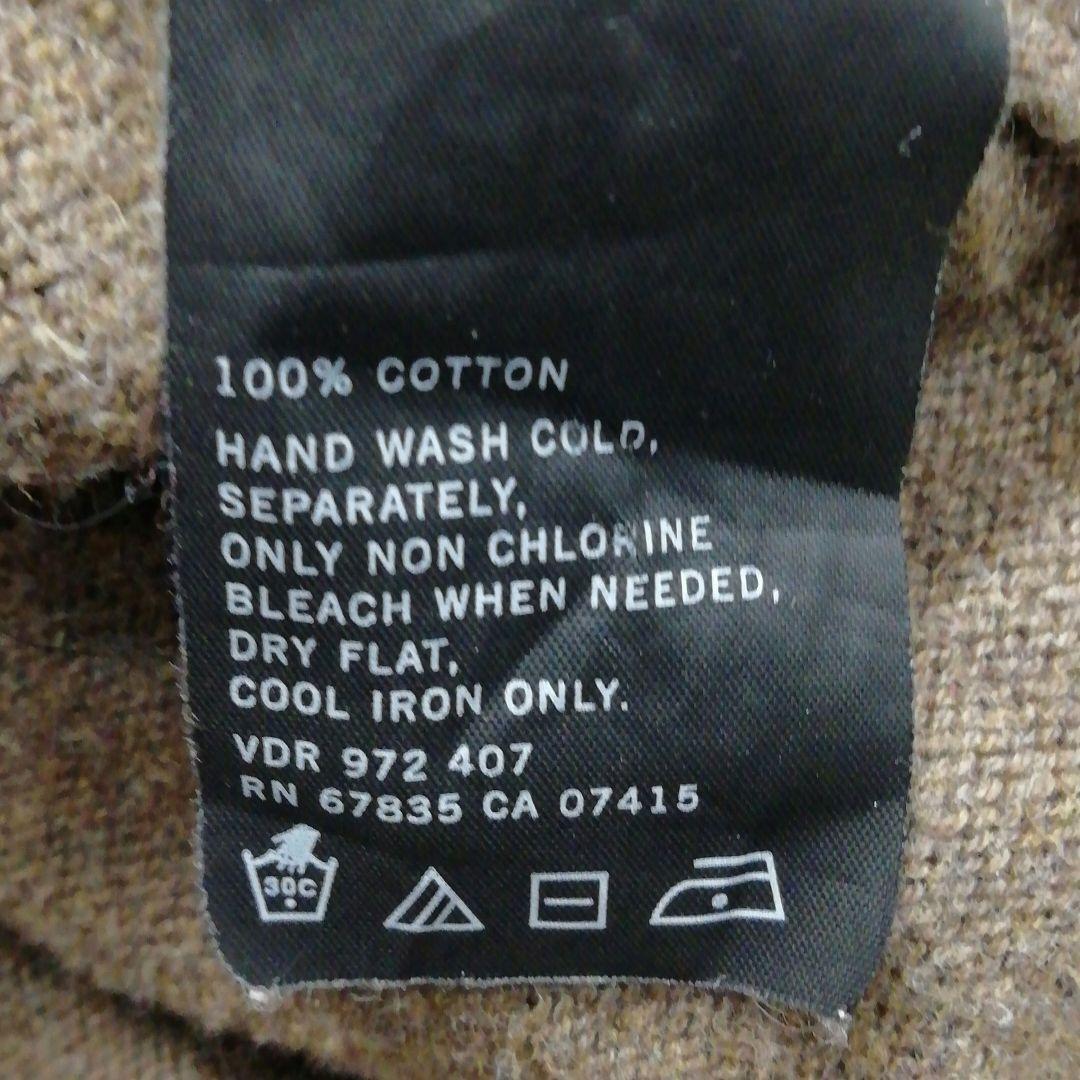 100% COTTON
HAND WASH COLD,
SEPARATELY,
ONLY NON CHLORINE
BLEACH WHEN NEEDED,
DRY FLAT,
COOL IRON ONLY.
VDR 972 407
RN 67835 CA 07415
30C